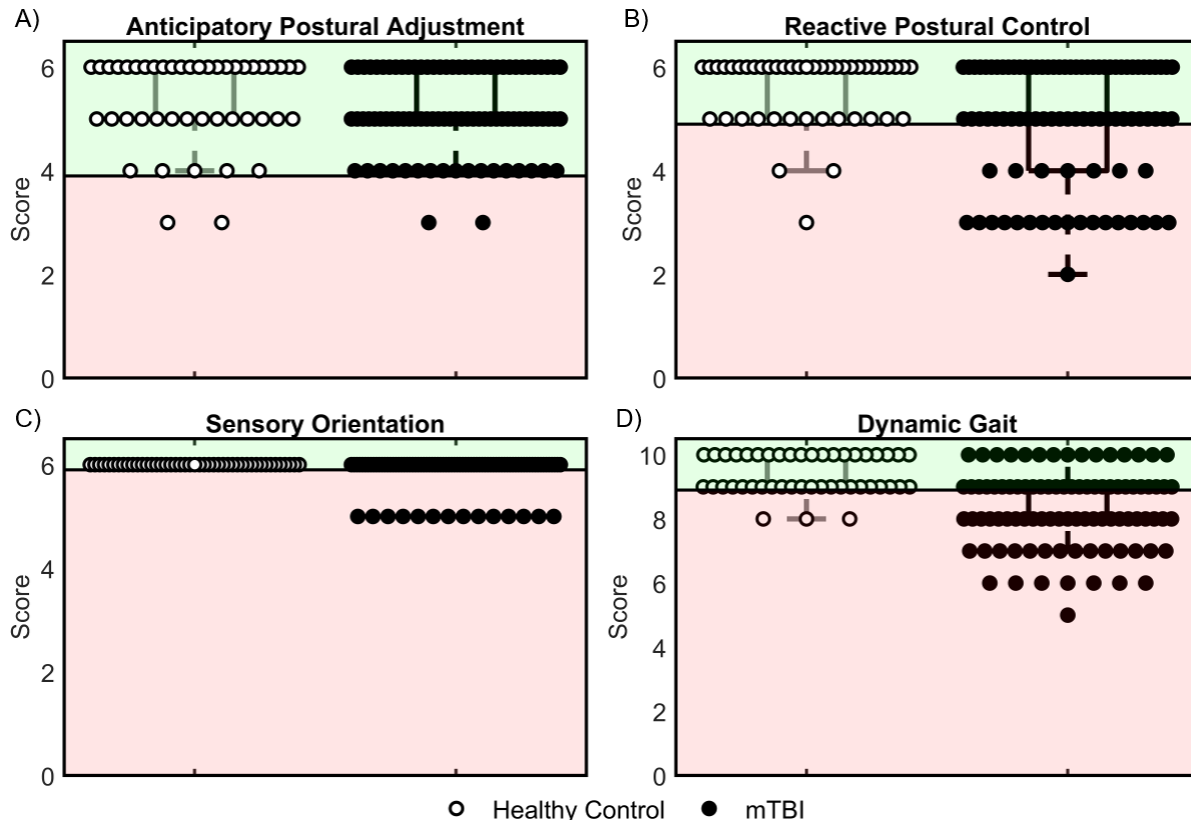 A)
Anticipatory Postural Adjustment
Score
6
4
2
0
B)
Reactive Postural Control
Score
6
4
2
0
C)
Sensory Orientation
Score
6
4
2
0
D)
Dynamic Gait
Score
10
8
6
4
2
0
Healthy Control mTBI